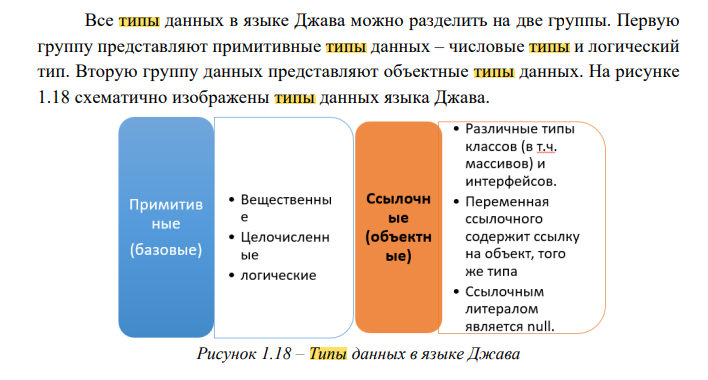 Все типы данных в языке Джава можно разделить на две группы. Первую
группу представляют примитивные типы данных – числовые типы и логический
тип. Вторую группу данных представляют объектные типы данных. На рисунке
1.18 схематично изображены типы данных языка Джава.
Примитив
ные
(базовые)
• Вещественны
е
• Целочисленн
ые
• логические
Ссылочн
ые
(объектн
ые)
• Различные типы
классов (в
т.ч.
массивов) и
интерфейсов.
• Переменная
ссылочного
содержит ссылку
на объект, того
же типа
• Ссылочным
литералом
является null.
Рисунок 1.18 – Типы данных в языке Джава